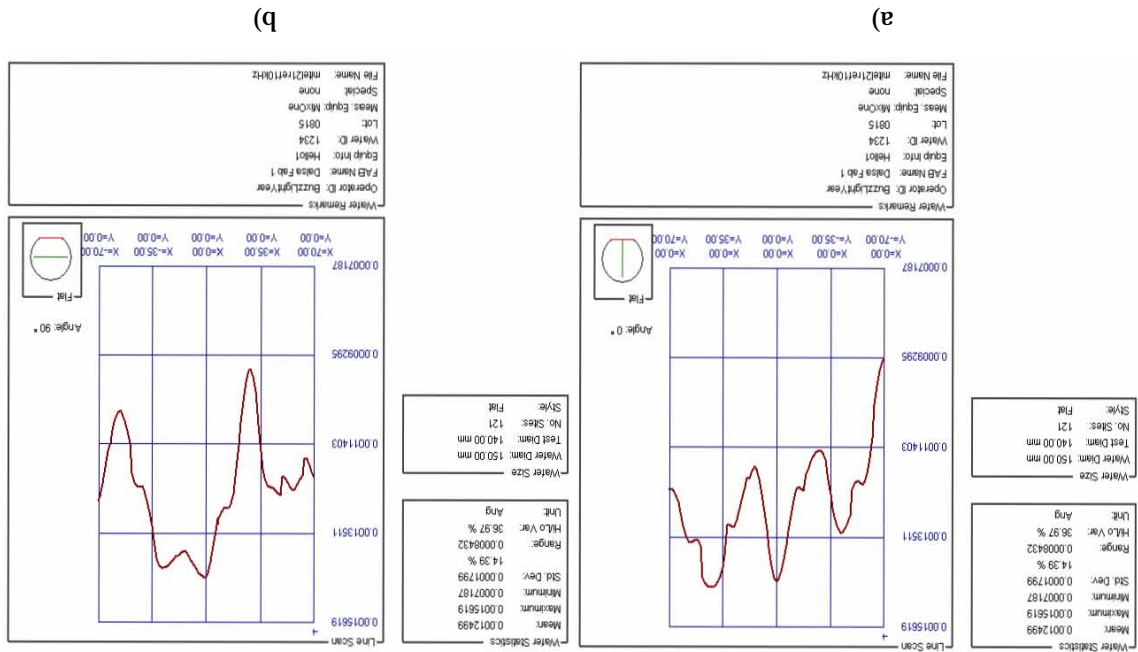 Wafer Statistics
Mean: 0.0012499
Maximum: 0.0015619
Minimum: 0.0007187
Std. Dev.: 0.0001799
14.39 %
Range: 0.0008432
Hi/Lo Var.: 36.97 %
Unit: Ang
Wafer Size
Wafer Diam: 150.00 mm
Test Diam: 140.00 mm
No. Sites: 121
Style: Flat
Line Scan
0.0015619
0.0013511
0.0011403
0.0009295
0.0007187
X=0.00 X=0.00 X=0.00 X=0.00 X=0.00
Y=-70.00 Y=-35.00 Y=0.00 Y=35.00 Y=70.00
Angle: 0 °
Flat
Wafer Remarks
Operator ID: BuzzLightYear
FAB Name: Dalsa Fab 1
Equip Info: Hello1
Wafer ID: 1234
Lot: 0815
Meas. Equip: MixOne
Special: none
File Name: mitel21ref10kHz
a)
Wafer Statistics
Mean: 0.0012499
Maximum: 0.0015619
Minimum: 0.0007187
Std. Dev.: 0.0001799
14.39 %
Range: 0.0008432
Hi/Lo Var.: 36.97 %
Unit: Ang
Wafer Size
Wafer Diam: 150.00 mm
Test Diam: 140.00 mm
No. Sites: 121
Style: Flat
Line Scan
0.0015619
0.0013511
0.0011403
0.0009295
0.0007187
X=70.00 X=35.00 X=0.00 X=-35.00 X=-70.00
Y=0.00 Y=0.00 Y=0.00 Y=0.00 Y=0.00
Angle: 90 °
Flat
Wafer Remarks
Operator ID: BuzzLightYear
FAB Name: Dalsa Fab 1
Equip Info: Hello1
Wafer ID: 1234
Lot: 0815
Meas. Equip: MixOne
Special: none
File Name: mitel21ref10kHz
b)